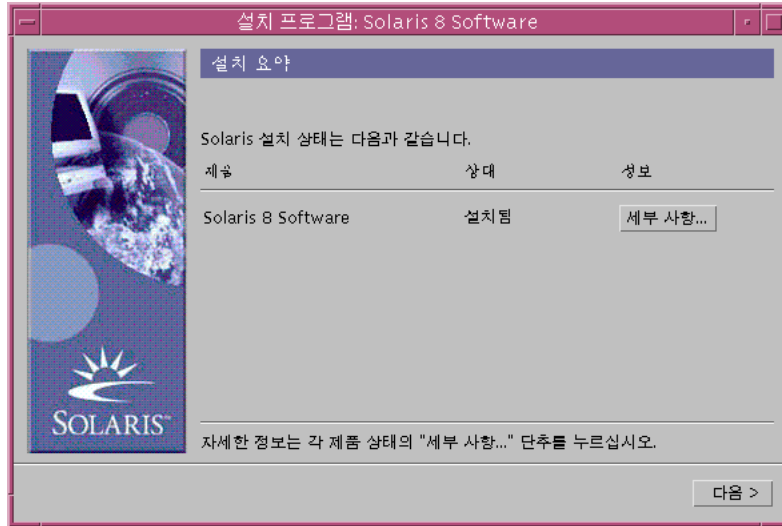 설치 프로그램: Solaris 8 Software
설치 요약
Solaris 설치 상태는 다음과 같습니다.
제품 상태 정보
Solaris 8 Software 설치됨 세부 사항...
SOLARIS™
자세한 정보는 각 제품 상태의 "세부 사항..." 단추를 누르십시오.
다음 >